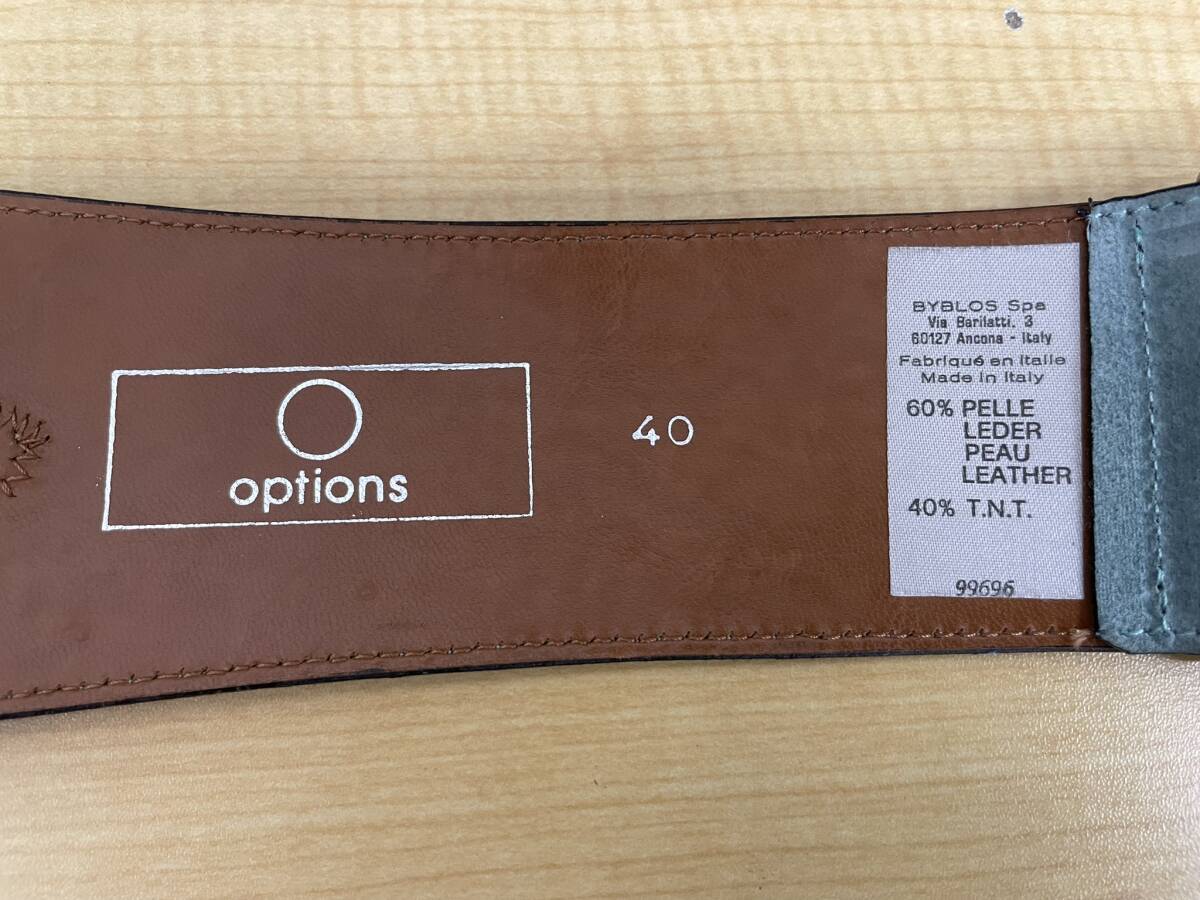 options
40
BYBLOS Spa
Via Barilatti, 3
60127 Ancona - Italy
Fabriqué en Italie
Made in Italy
60% PELLE
LEDER
PEAU
LEATHER
40% T.N.T.
99696